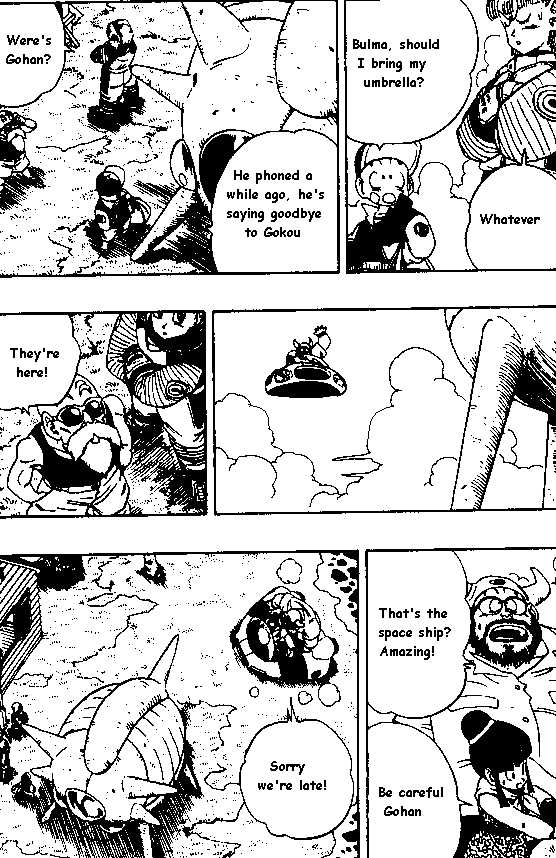 Were's
Gohan?
He phoned a
while ago, he's
saying goodbye
to Gokou
Bulma, should
I bring my
umbrella?
Whatever
They're
here!
Sorry
we're late!
That's the
space ship?
Amazing!
Be careful
Gohan